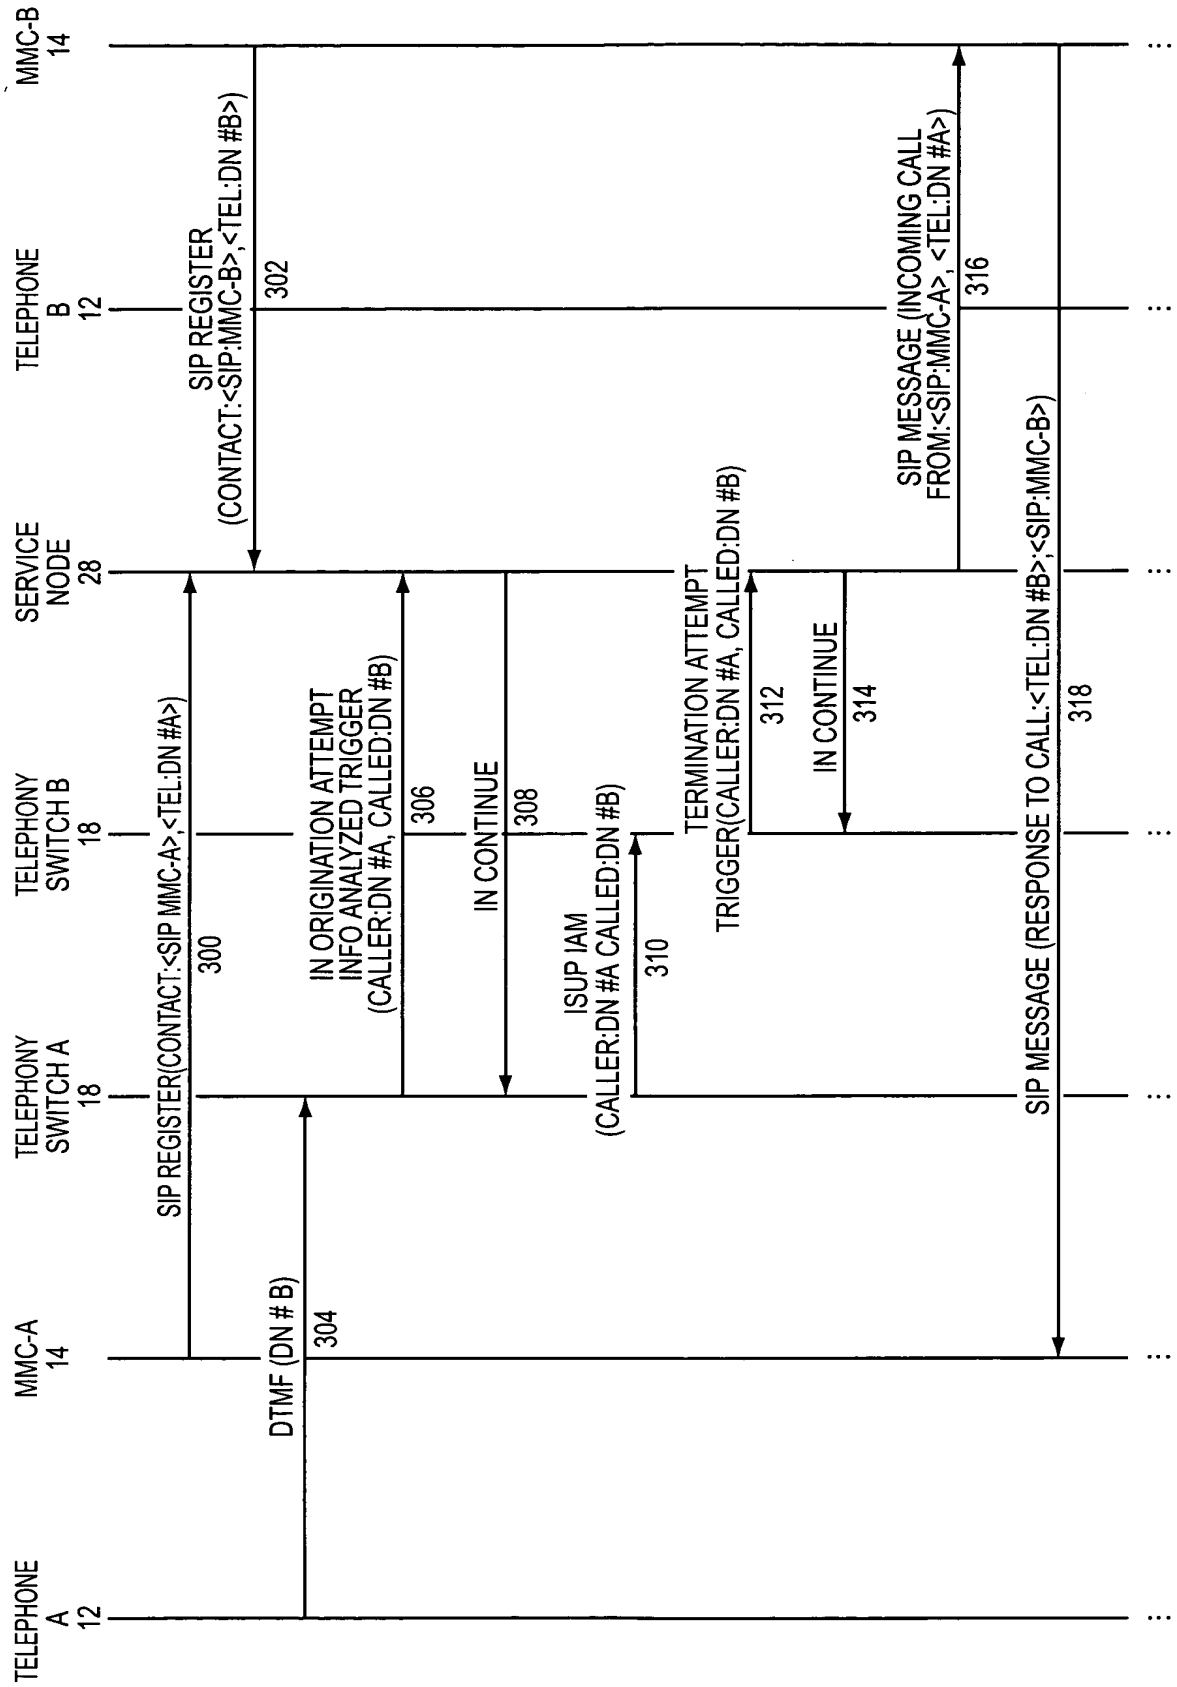 TELEPHONE
A
12
MMC-A
14
TELEPHONY
SWITCH A
18
TELEPHONY
SWITCH B
18
SERVICE
NODE
28
TELEPHONE
B
12
MMC-B
14
SIP REGISTER(CONTACT:<SIP MMC-A>,<TEL:DN #A>)
300
SIP REGISTER
(CONTACT:<SIP:MMC-B>,<TEL:DN #B>)
302
DTMF (DN # B)
304
IN ORIGINATION ATTEMPT
INFO ANALYZED TRIGGER
(CALLER:DN #A, CALLED:DN #B)
306
IN CONTINUE
308
ISUP IAM
(CALLER:DN #A CALLED:DN #B)
310
TERMINATION ATTEMPT
TRIGGER(CALLER:DN #A, CALLED:DN #B)
312
IN CONTINUE
314
SIP MESSAGE (INCOMING CALL
FROM:<SIP:MMC-A>, <TEL:DN #A>)
316
SIP MESSAGE (RESPONSE TO CALL:<TEL:DN #B>;<SIP:MMC-B>)
318
...
...
...
...
...
...
...